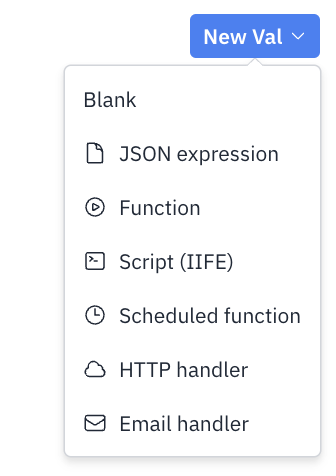 New Val
Blank
JSON expression
Function
Script (IIFE)
Scheduled function
HTTP handler
Email handler